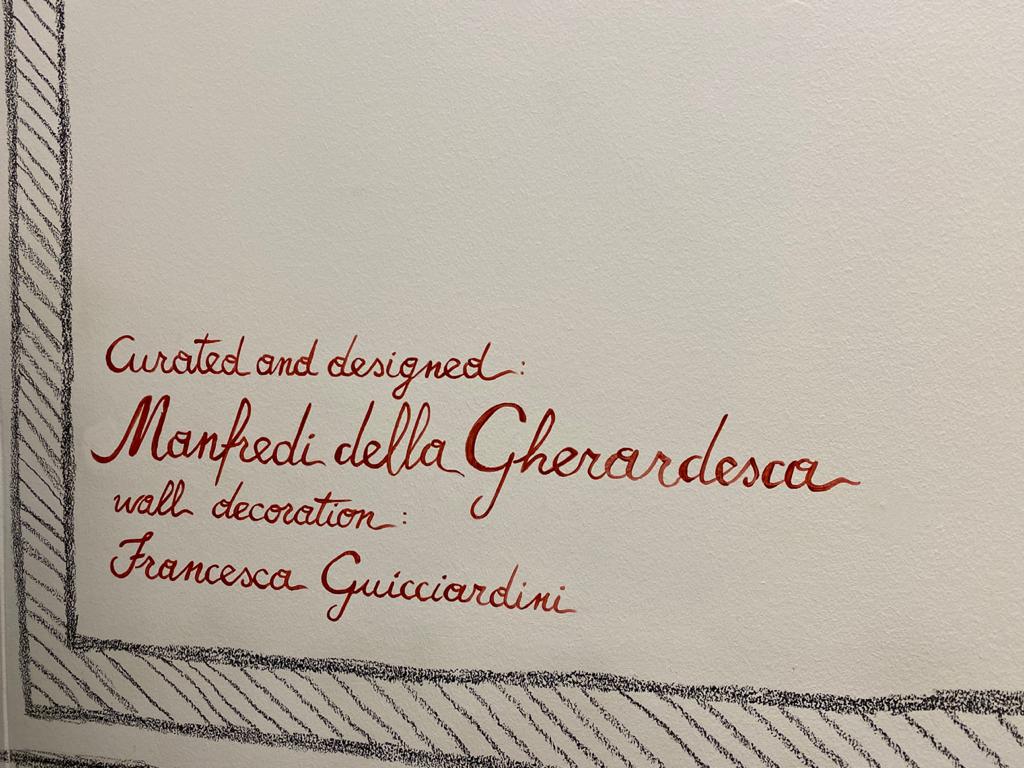 Curated and designed:
Manfredi della Gherardesca
wall decoration:
Francesca Guicciardini